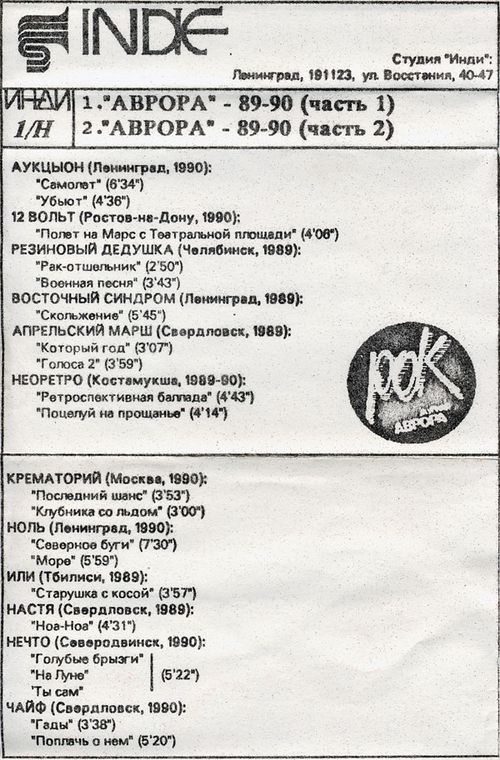 INDIE
Студия "Инди":
Ленинград, 191123, ул. Восстания, 40-47
ИНДИ
1/Н
1."АВРОРА" - 89-90 (часть 1)
2."АВРОРА" - 89-90 (часть 2)
АУКЦЫОН (Ленинград, 1990):
"Самолет" (6'34")
"Убьют" (4'36")
12 ВОЛЬТ (Ростов-на-Дону, 1990):
"Полет на Марс с Театральной площади" (4'06")
РЕЗИНОВЫЙ ДЕДУШКА (Челябинск, 1989):
"Рак-отшельник" (2'50")
"Военная песня" (3'43")
ВОСТОЧНЫЙ СИНДРОМ (Ленинград, 1989):
"Скольжение" (5'45")
АПРЕЛЬСКИЙ МАРШ (Свердловск, 1989):
"Который год" (3'07")
"Голоса 2" (3'59")
НЕОРЕТРО (Костамукша, 1989-90):
"Ретроспективная баллада" (4'43")
"Поцелуй на прощанье" (4'14")
рок
АВРОРА
КРЕМАТОРИЙ (Москва, 1990):
"Последний шанс" (3'53")
"Клубника со льдом" (3'00")
НОЛЬ (Ленинград, 1990):
"Северное буги" (7'30")
"Море" (5'59")
ИЛИ (Тбилиси, 1989):
"Старушка с косой" (3'57")
НАСТЯ (Свердловск, 1989):
"Ноа-Ноа" (4'31")
НЕЧТО (Северодвинск, 1990):
"Голубые брызги"
"На Луне" (5'22")
'Ты сам"
ЧАЙФ (Свердловск, 1990):
"Гады" (3'38")
"Поплачь о нем" (5'20")